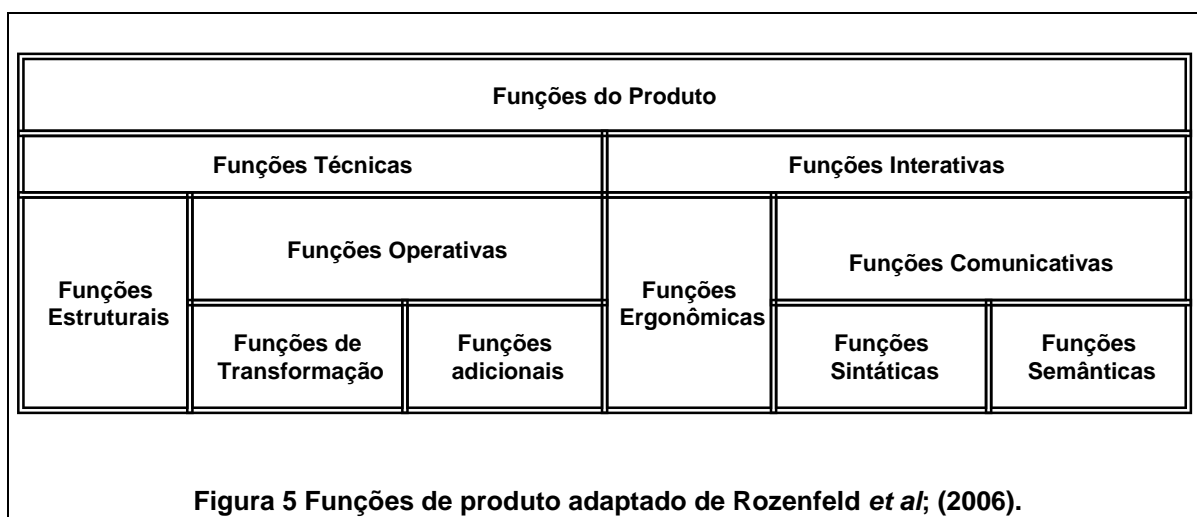 Funções do Produto
Funções Técnicas
Funções Interativas
Funções
Estruturais
Funções Operativas
Funções de
Transformação
Funções
adicionais
Funções
Ergonômicas
Funções Comunicativas
Funções
Sintáticas
Funções
Semânticas
Figura 5 Funções de produto adaptado de Rozenfeld et al; (2006).